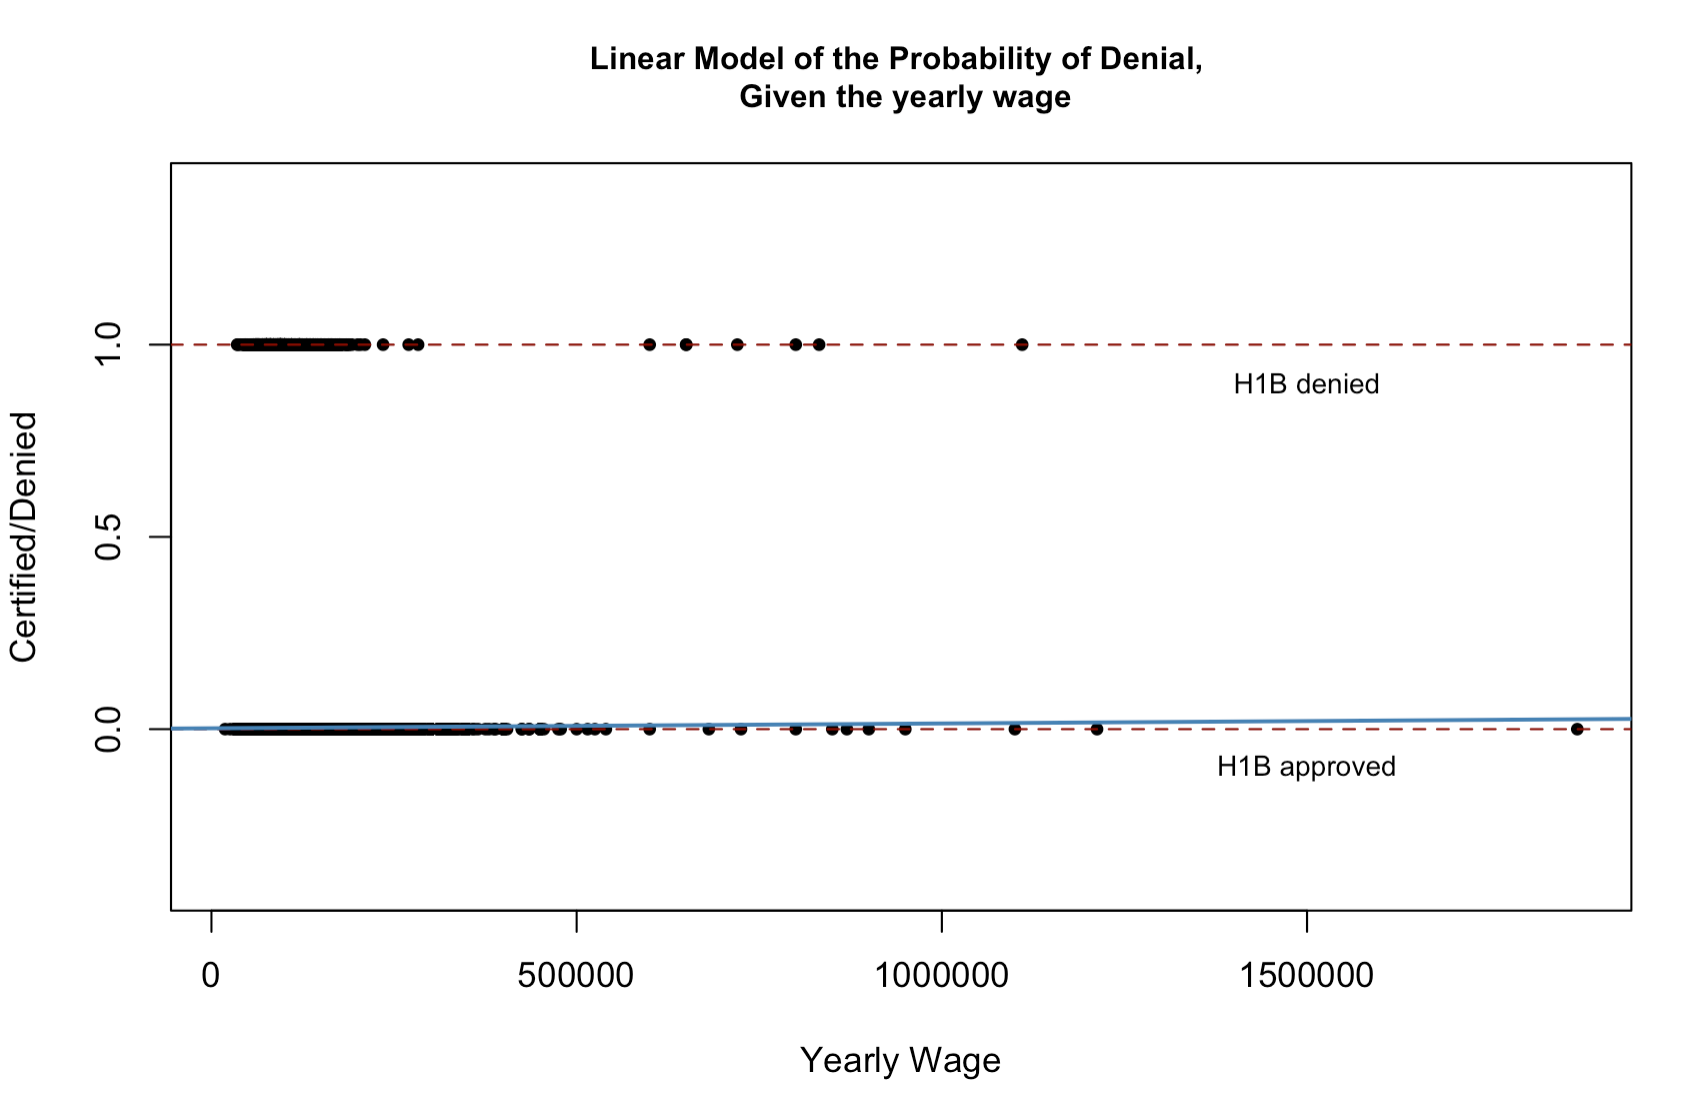 Linear Model of the Probability of Denial,
Given the yearly wage
Certified/Denied
1.0
0.5
0.0
H1B denied
H1B approved
0
500000
1000000
1500000
Yearly Wage